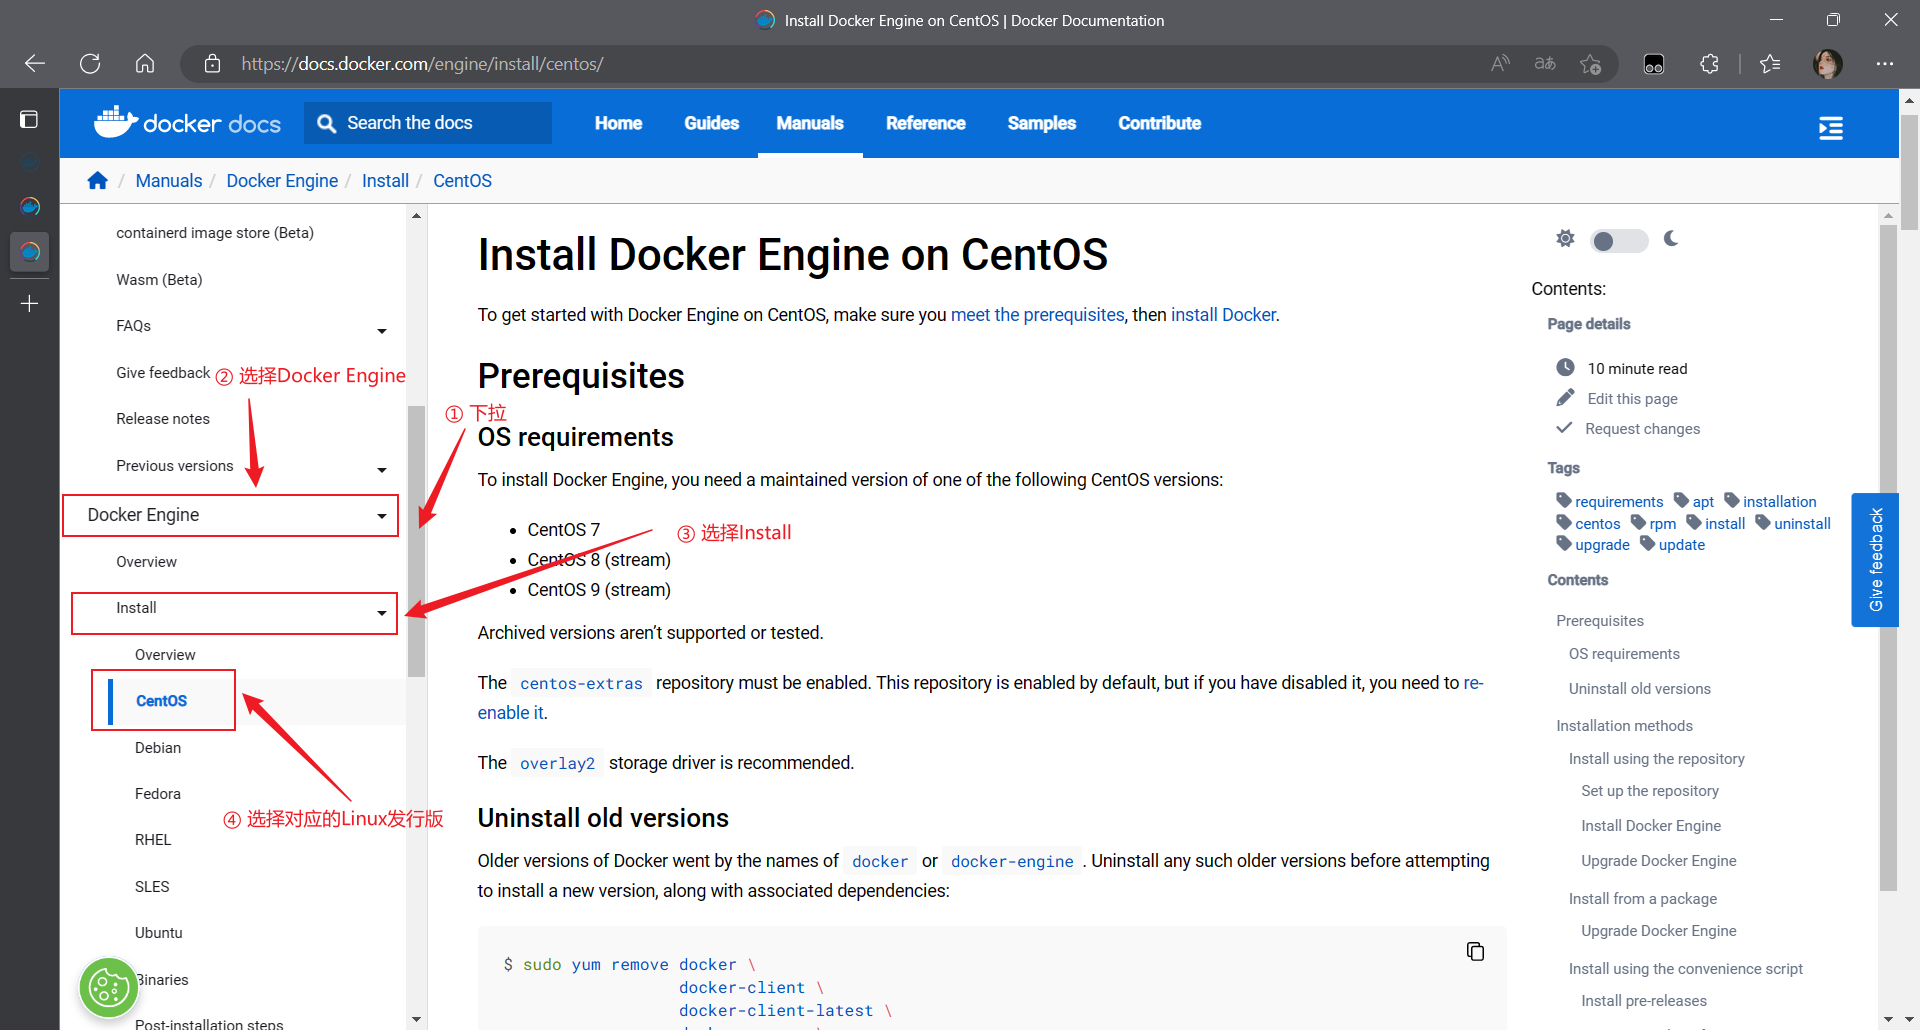 Install Docker Engine on CentOS | Docker Documentation
https://docs.docker.com/engine/install/centos/
docker docs
Search the docs
Home
Guides
Manuals
Reference
Samples
Contribute
/ Manuals / Docker Engine / Install / CentOS
containerd image store (Beta)
Wasm (Beta)
FAQs
Give feedback
② 选择Docker Engine
Release notes
Previous versions
Docker Engine
Overview
Install
Overview
CentOS
Debian
Fedora
④ 选择对应的Linux发行版
RHEL
SLES
Ubuntu
Binaries
Post-installation steps
Install Docker Engine on CentOS
To get started with Docker Engine on CentOS, make sure you meet the prerequisites, then install Docker.
Prerequisites
① 下拉
OS requirements
To install Docker Engine, you need a maintained version of one of the following CentOS versions:
• CentOS 7
③ 选择Install
• CentOS 8 (stream)
• CentOS 9 (stream)
Archived versions aren’t supported or tested.
The centos-extras repository must be enabled. This repository is enabled by default, but if you have disabled it, you need to re-
enable it.
The overlay2 storage driver is recommended.
Uninstall old versions
Older versions of Docker went by the names of docker or docker-engine . Uninstall any such older versions before attempting
to install a new version, along with associated dependencies:
$ sudo yum remove docker \
docker-client \
docker-client-latest \
Contents:
Page details
10 minute read
Edit this page
Request changes
Tags
requirements apt installation
centos rpm install uninstall
upgrade update
Contents
Prerequisites
OS requirements
Uninstall old versions
Installation methods
Install using the repository
Set up the repository
Install Docker Engine
Upgrade Docker Engine
Install from a package
Upgrade Docker Engine
Install using the convenience script
Install pre-releases
Give feedback